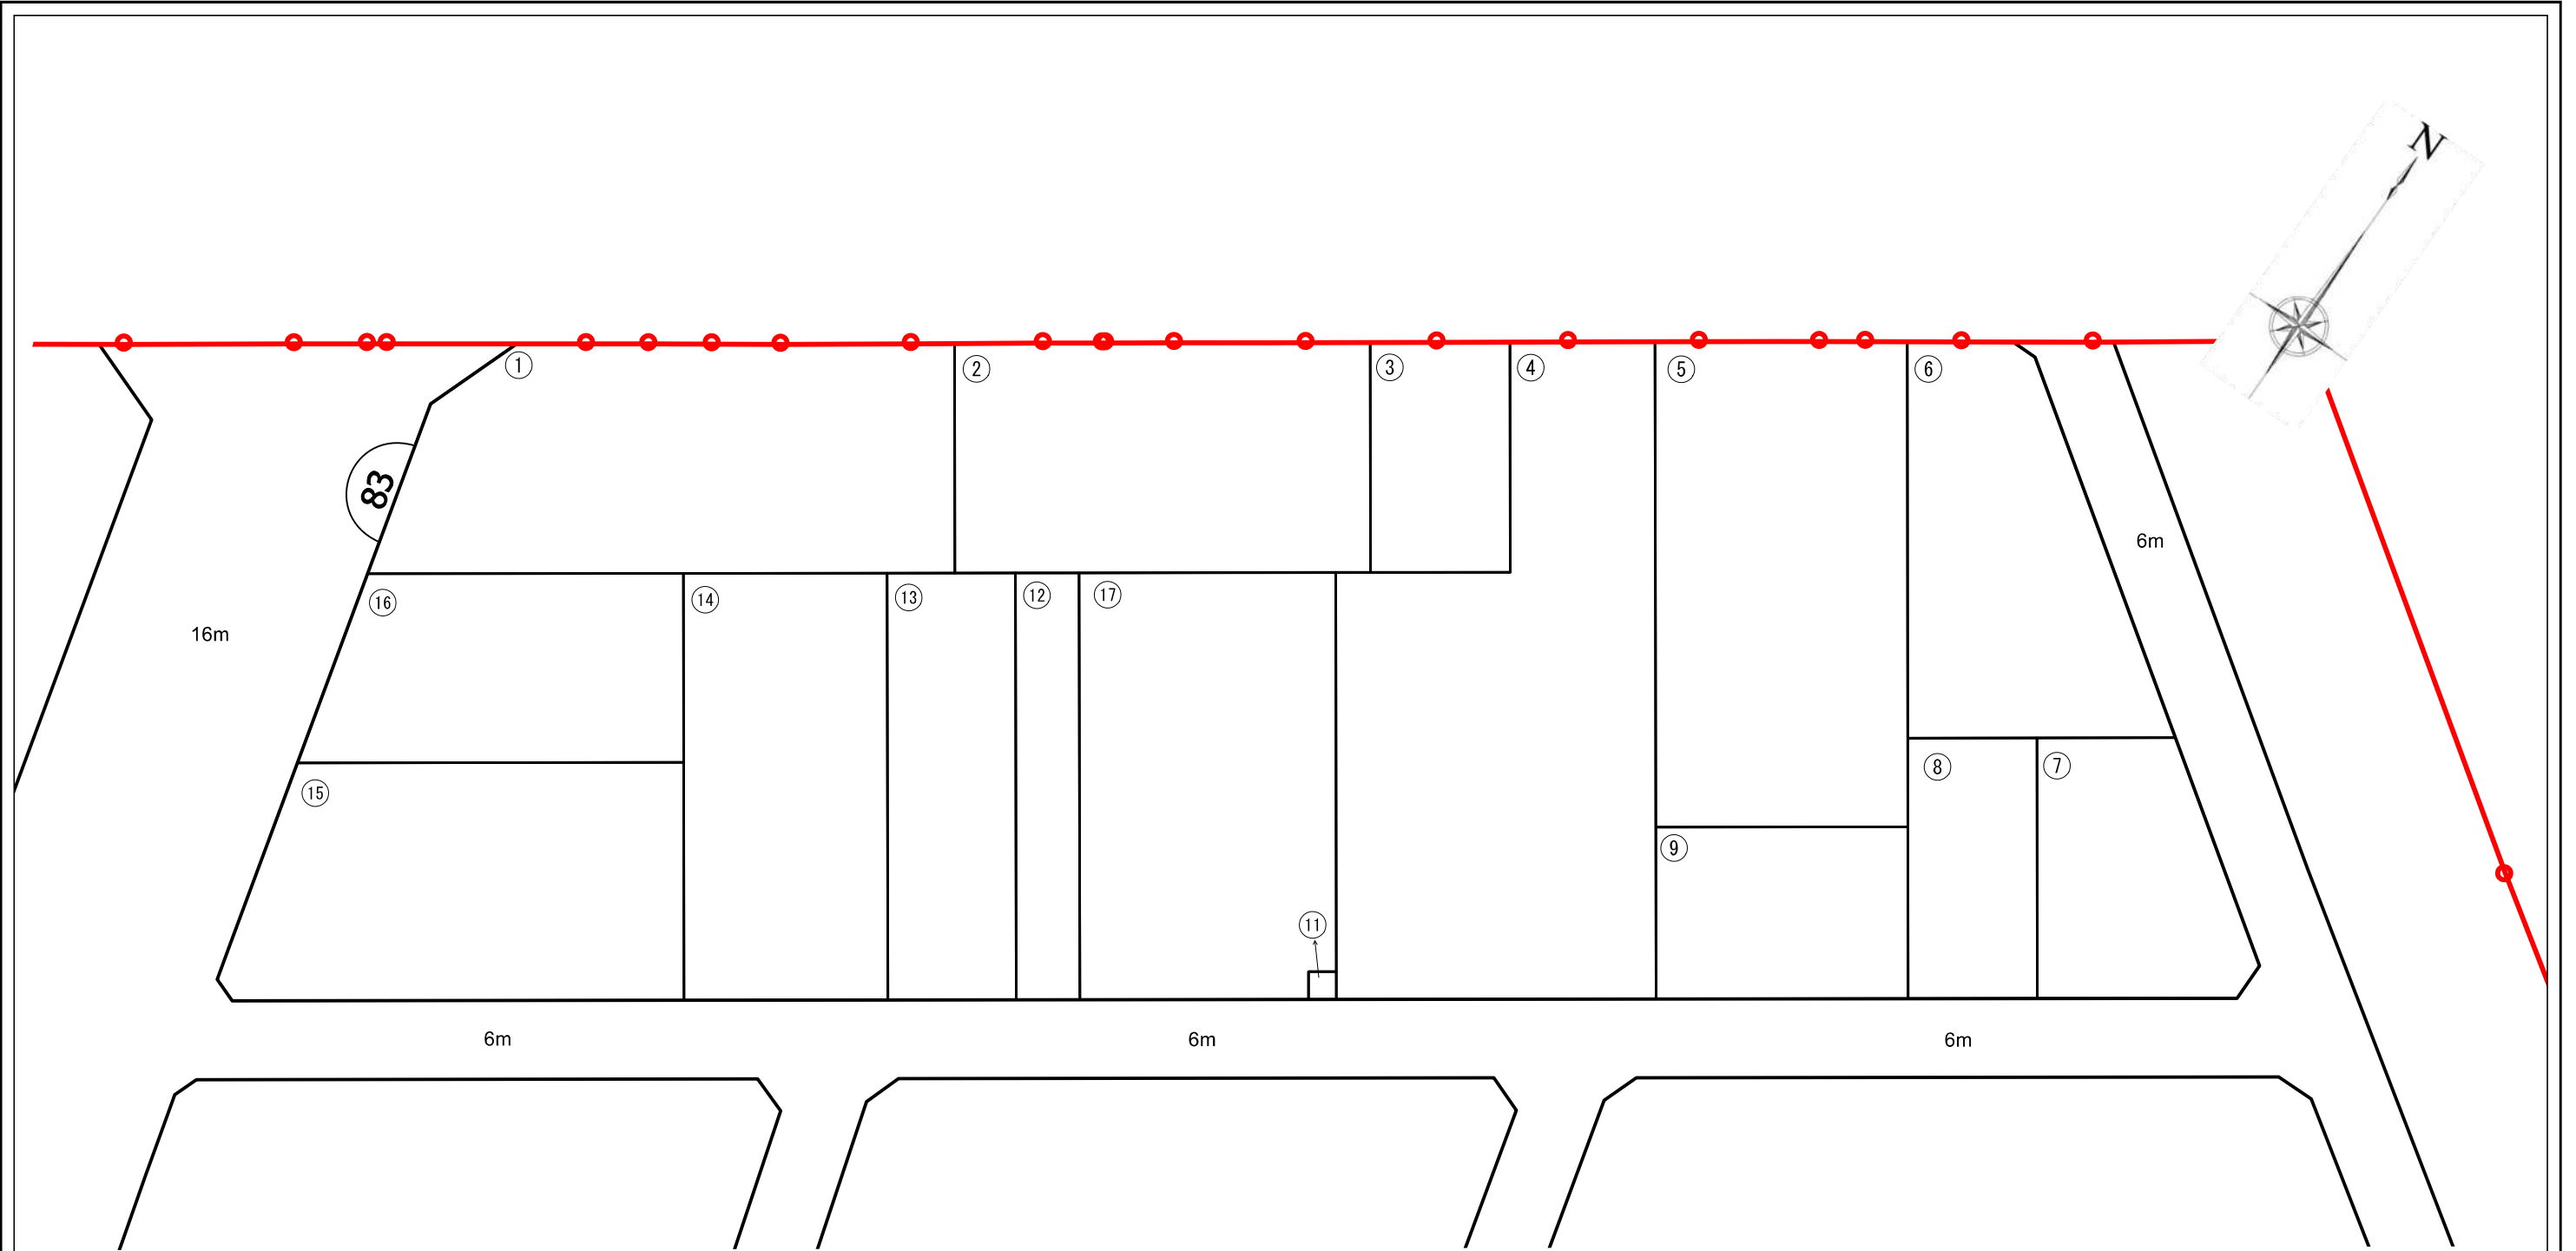 N
①
②
③
④
⑤
⑥
83
6m
⑯
⑭
⑬
⑫
⑰
16m
⑧
⑦
⑮
⑨
⑪
6m
6m
6m